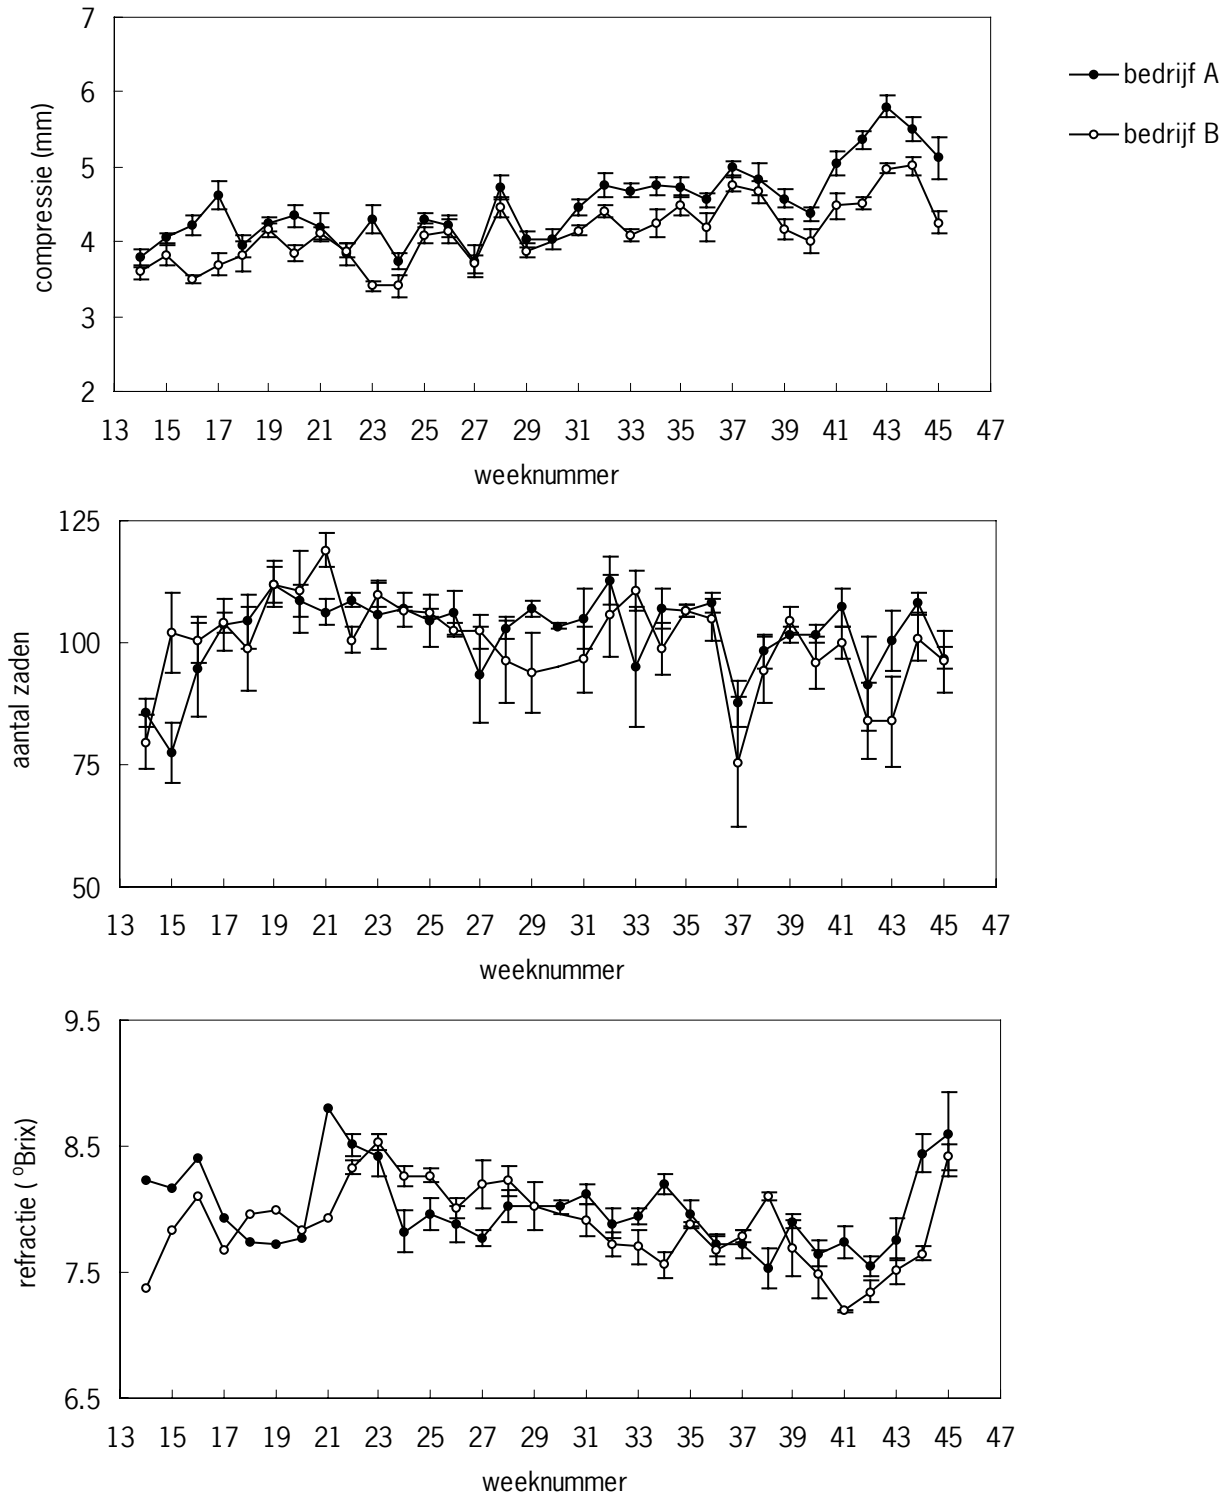 7
6
5
4
3
2
compressie (mm)
13 15 17 19 21 23 25 27 29 31 33 35 37 39 41 43 45 47
weeknummer
bedrijf A
bedrijf B
125
100
75
50
aantal zaden
13 15 17 19 21 23 25 27 29 31 33 35 37 39 41 43 45 47
weeknummer
9.5
8.5
7.5
6.5
refractie ( ⁰Brix)
13 15 17 19 21 23 25 27 29 31 33 35 37 39 41 43 45 47
weeknummer